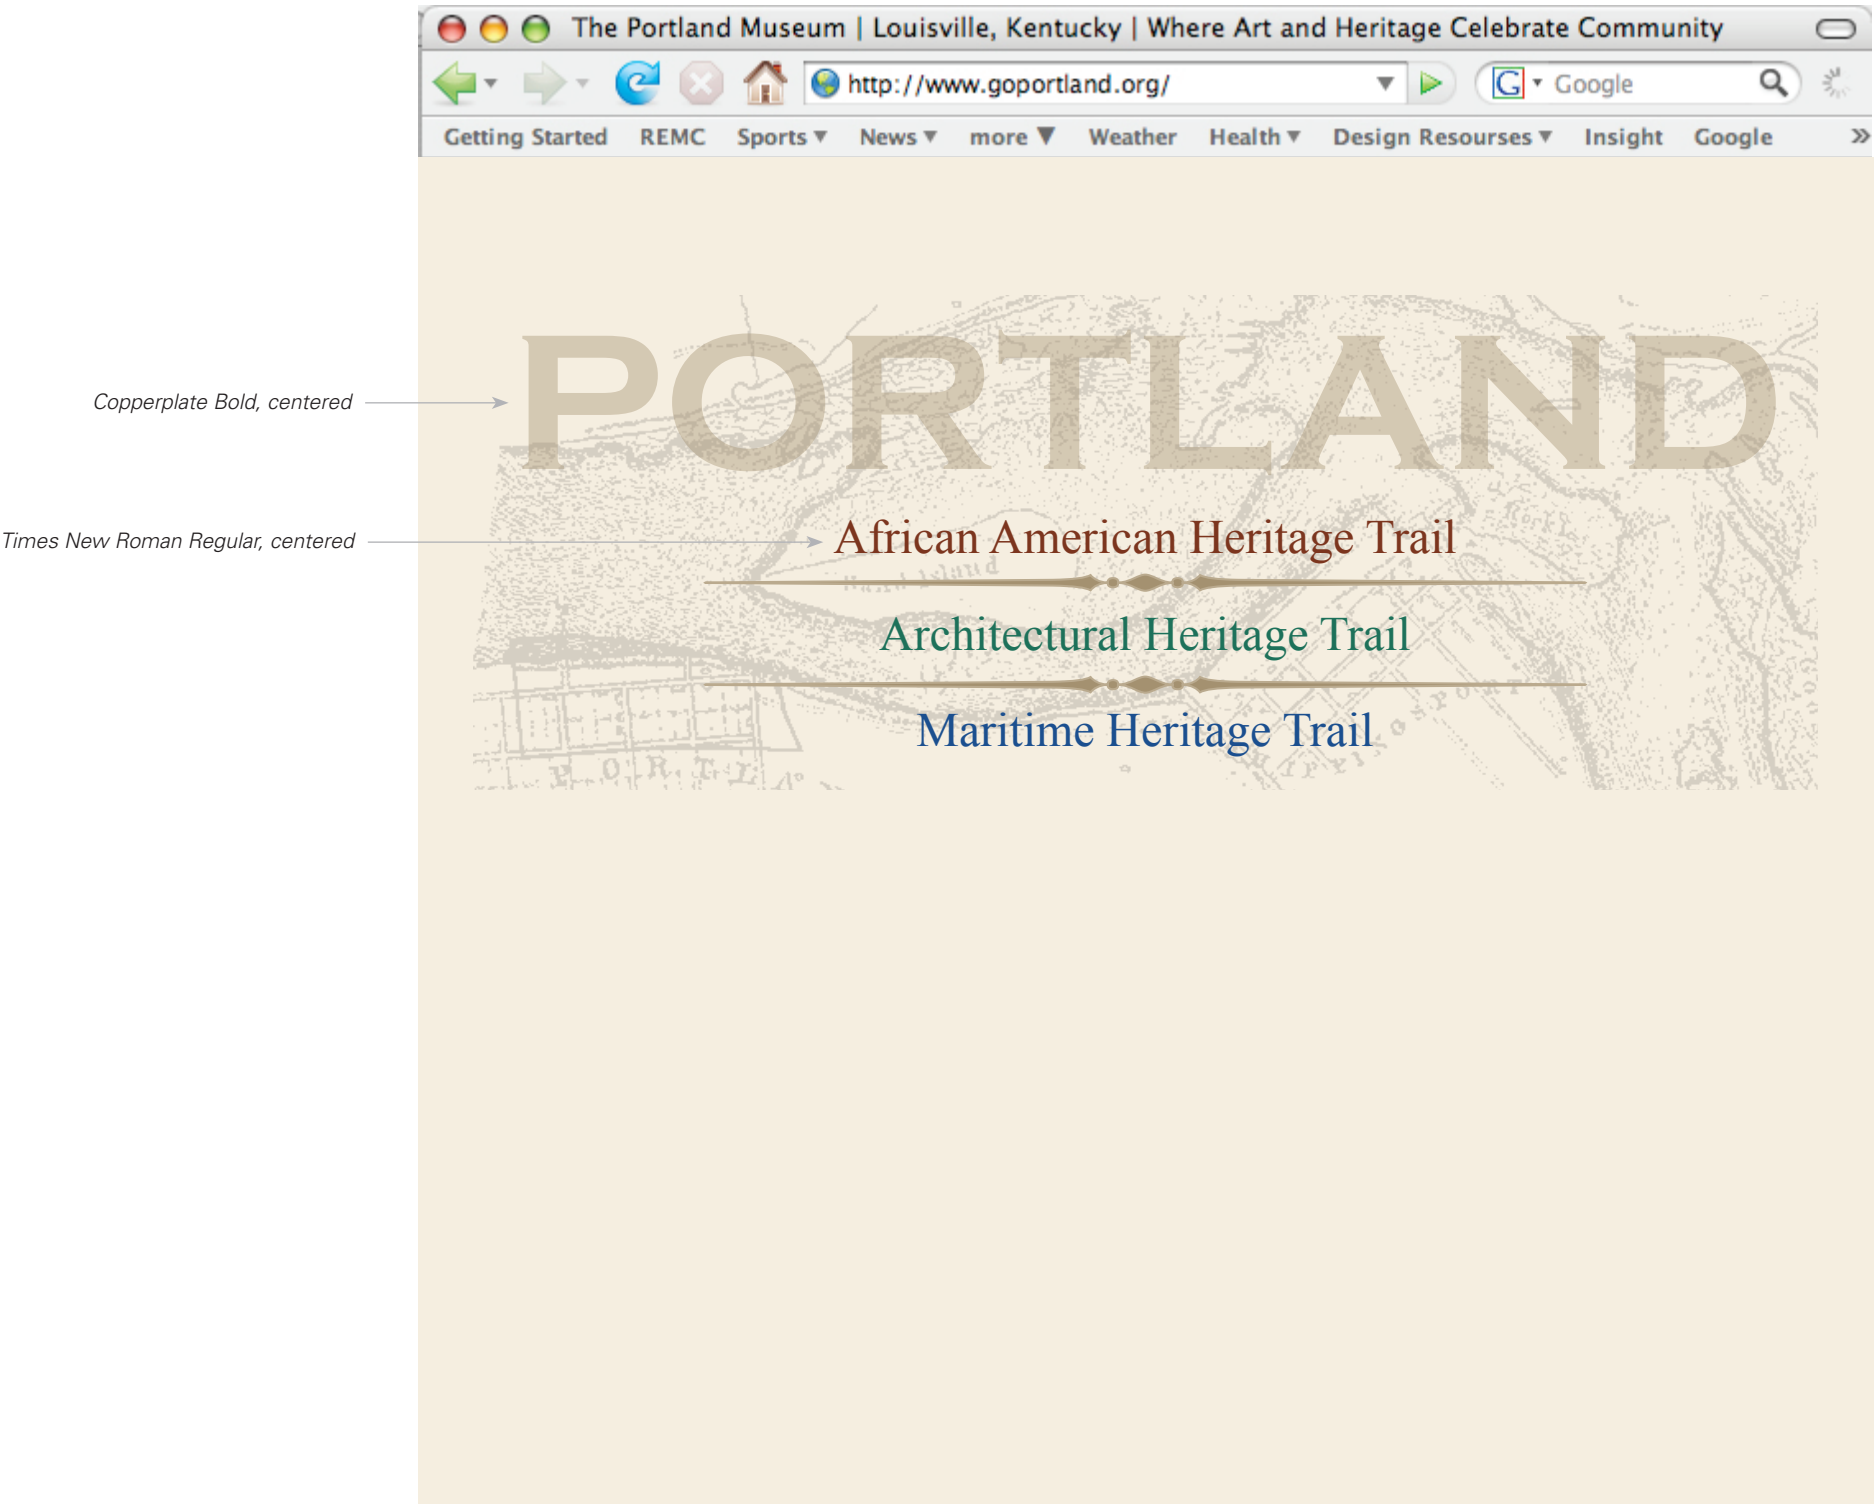 The Portland Museum | Louisville, Kentucky | Where Art and Heritage Celebrate Community
http://www.goportland.org/
Google
Getting Started REMC Sports News more Weather Health Design Resourses Insight Google
PORTLAND
Copperplate Bold, centered
African American Heritage Trail
Times New Roman Regular, centered
Island
Architectural Heritage Trail
Maritime Heritage Trail
PORTLA